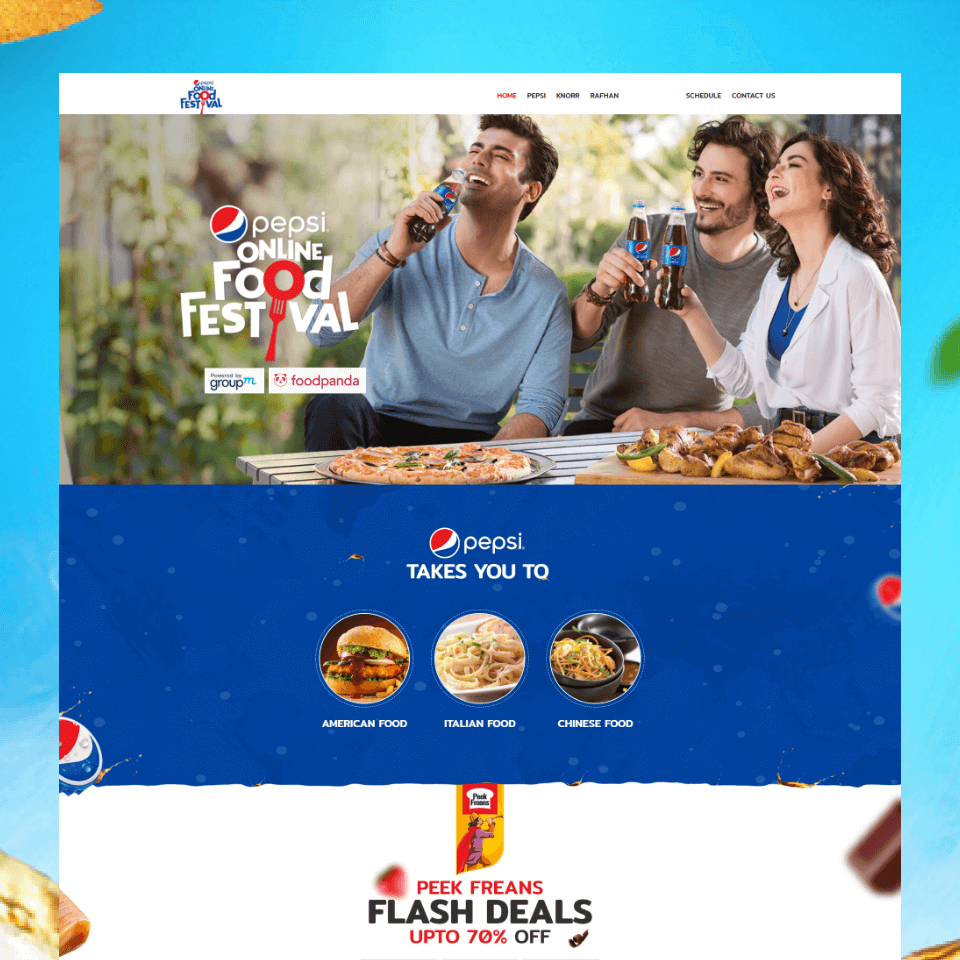 pepsi
ONLINE
FOOD
FESTIVAL
HOME PEPSI KNORR RAFHAN SCHEDULE CONTACT US
pepsi
ONLINE
FOOD
FESTIVAL
Powered by
groupm foodpanda
pepsi
TAKES YOU TO
AMERICAN FOOD ITALIAN FOOD CHINESE FOOD
Peek
Freans
PEEK FREANS
FLASH DEALS
UPTO 70% OFF